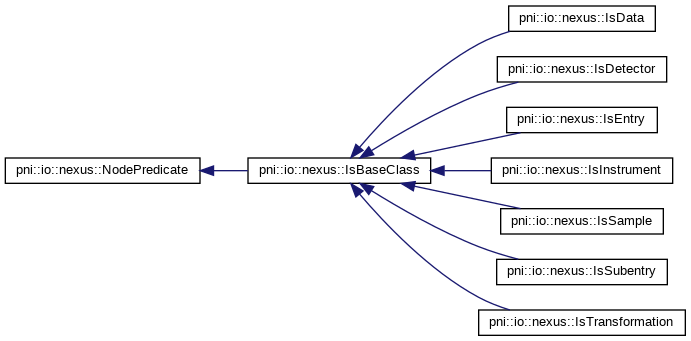 pni::io::nexus::NodePredicate
pni::io::nexus::IsBaseClass
pni::io::nexus::IsData
pni::io::nexus::IsDetector
pni::io::nexus::IsEntry
pni::io::nexus::IsInstrument
pni::io::nexus::IsSample
pni::io::nexus::IsSubentry
pni::io::nexus::IsTransformation